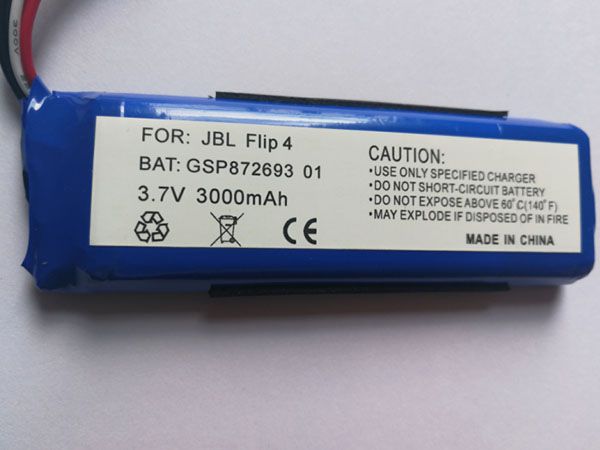 FOR: JBL Flip 4
BAT: GSP872693 01
3.7V 3000mAh
CE
CAUTION:
•USE ONLY SPECIFIED CHARGER
•DO NOT SHORT-CIRCUIT BATTERY
•DO NOT EXPOSE ABOVE 60°C(140°F)
•MAY EXPLODE IF DISPOSED OF IN FIRE
MADE IN CHINA